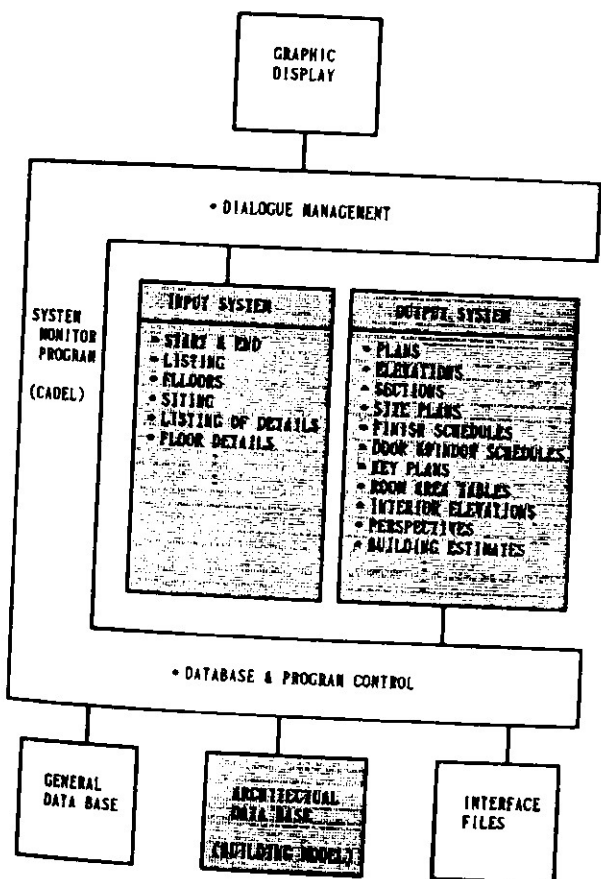 GRAPHIC
DISPLAY
• DIALOGUE MANAGEMENT
SYSTEM
MONITOR
PROGRAM
(CADEL)
INPUT SYSTEM
• START & END
• LISTING
• FLLOORS
• SITING
• LISTING OF DETAILS
• FLOOR DETAILS
OUTPUT SYSTEM
• PLANS
• ELEVATIONS
• SECTIONS
• SITE PLANS
• FINISH SCHEDULES
• DOOR &WINDOW SCHEDULES
• KEY PLANS
• ROOM AREA TABLES
• INTERIOR ELEVATIONS
• PERSPECTIVES
• BUILDING ESTIMATES
• DATABASE & PROGRAM CONTROL
GENERAL
DATA BASE
ARCHITECTUAL
DATA BASE
(BUILDING MODEL)
INTERFACE
FILES